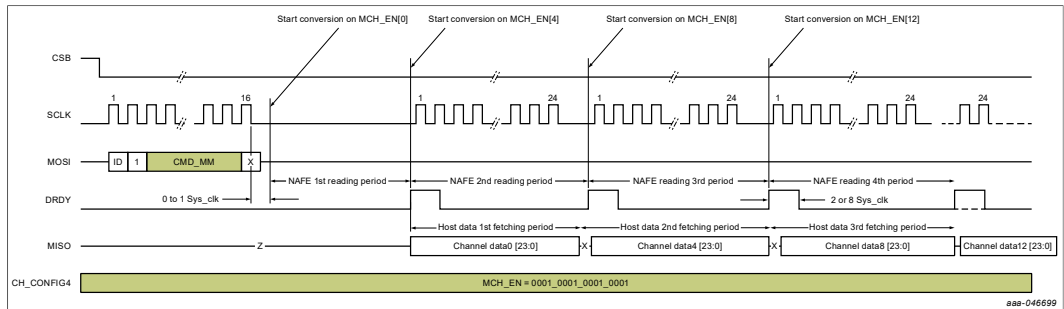 Start conversion on MCH_EN[0] Start conversion on MCH_EN[4] Start conversion on MCH_EN[8] Start conversion on MCH_EN[12]
CSB
1 16 1 24 1 24 1 24 24
SCLK
MOSI ID 1 CMD_MM X
NAFE 1st reading period NAFE 2nd reading period NAFE reading 3rd period NAFE reading 4th period
0 to 1 Sys_clk 2 or 8 Sys_clk
DRDY
Host data 1st fetching period Host data 2nd fetching period Host data 3rd fetching period
MISO Z Channel data0 [23:0] X Channel data4 [23:0] X Channel data8 [23:0] Channel data12 [23:0]
CH_CONFIG4 MCH_EN = 0001_0001_0001_0001
aaa-046699